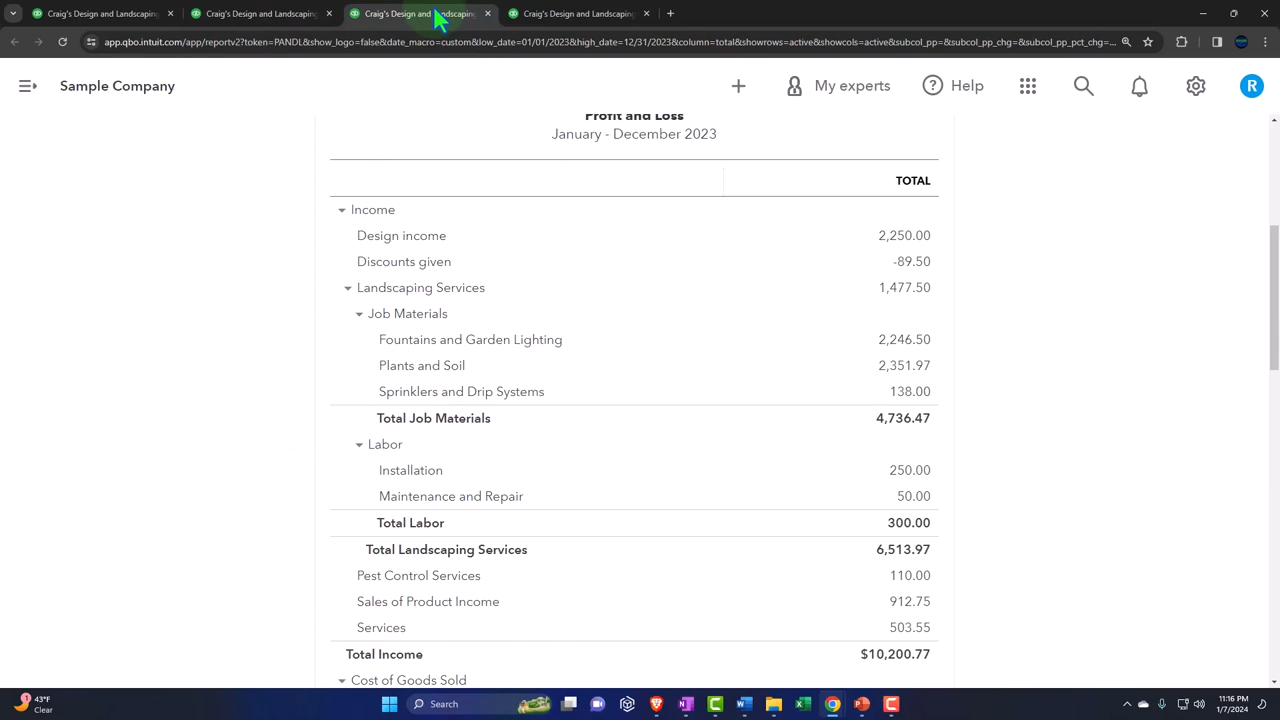 Craig's Design and Landscaping
Craig's Design and Landscaping
Craig's Design and Landscaping
Craig's Design and Landscaping
app.qbo.intuit.com/app/reportv2?token=PANDL&show_logo=false&date_macro=custom&low_date=01/01/2023&high_date=12/31/2023&column=total&showrows=active&showcols=active&subcol_pp=&subcol_pp_chg=&subcol_pp_pct_chg=...
Sample Company
My experts
Help
R
Profit and Loss
January - December 2023
TOTAL
Income
Design income 2,250.00
Discounts given -89.50
Landscaping Services 1,477.50
Job Materials
Fountains and Garden Lighting 2,246.50
Plants and Soil 2,351.97
Sprinklers and Drip Systems 138.00
Total Job Materials 4,736.47
Labor
Installation 250.00
Maintenance and Repair 50.00
Total Labor 300.00
Total Landscaping Services 6,513.97
Pest Control Services 110.00
Sales of Product Income 912.75
Services 503.55
Total Income $10,200.77
Cost of Goods Sold
1
43°F
Clear
Search
11:16 PM
1/7/2024